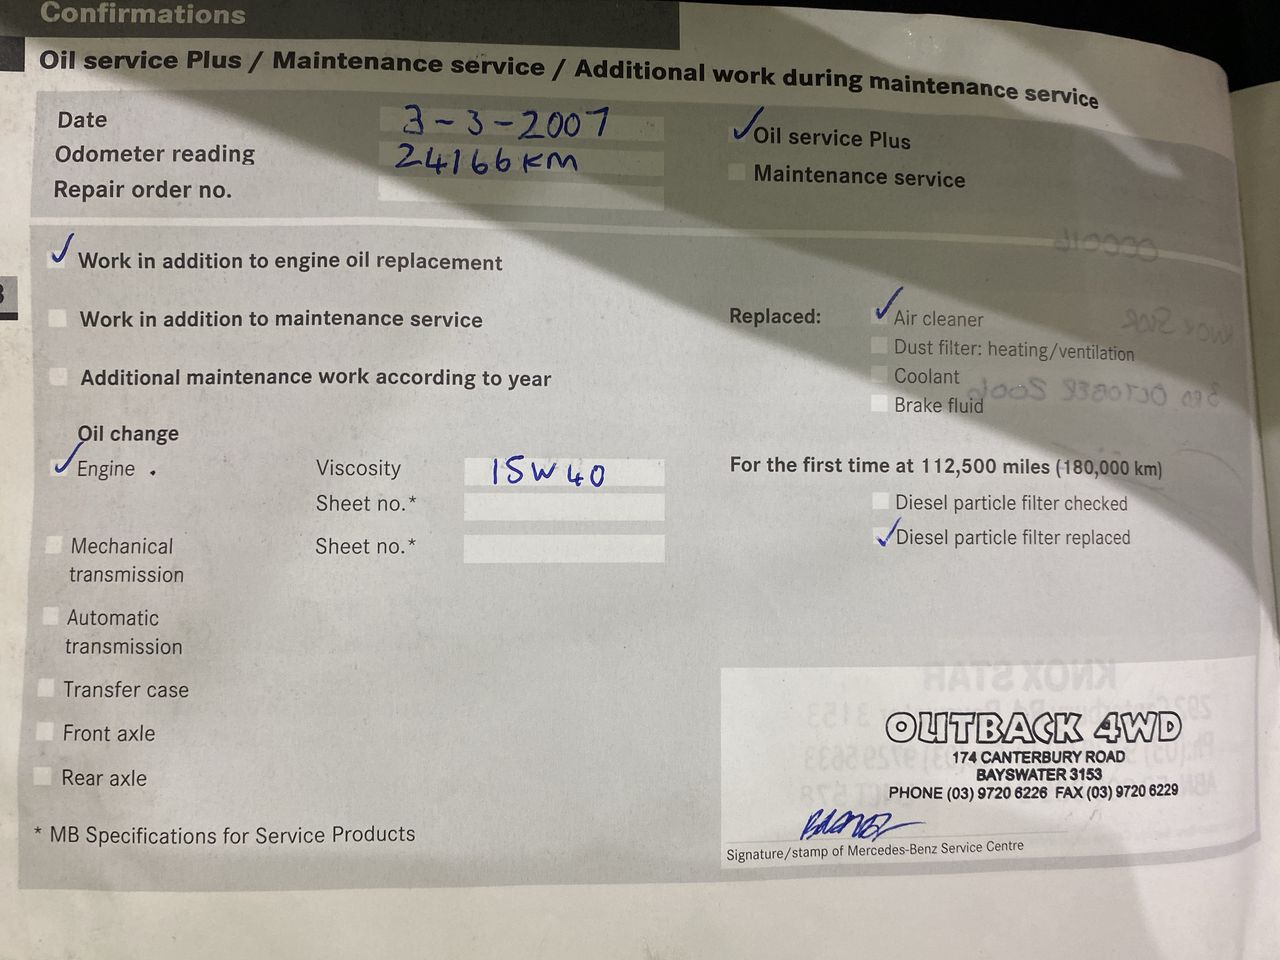 Confirmations
Oil service Plus / Maintenance service / Additional work during maintenance service
Date 3-3-2007
Odometer reading 24166 KM
Repair order no.
Oil service Plus
Maintenance service
Work in addition to engine oil replacement
Work in addition to maintenance service
Additional maintenance work according to year
Replaced: Air cleaner
Dust filter: heating/ventilation
Coolant
Brake fluid
Oil change
Engine . Viscosity 15W40
Sheet no.*
Mechanical transmission Sheet no.*
Automatic
transmission
Transfer case
Front axle
Rear axle
* MB Specifications for Service Products
For the first time at 112,500 miles (180,000 km)
Diesel particle filter checked
Diesel particle filter replaced
OUTBACK 4WD
174 CANTERBURY ROAD
BAYSWATER 3153
PHONE (03) 9720 6226 FAX (03) 9720 6229
Signature/stamp of Mercedes-Benz Service Centre